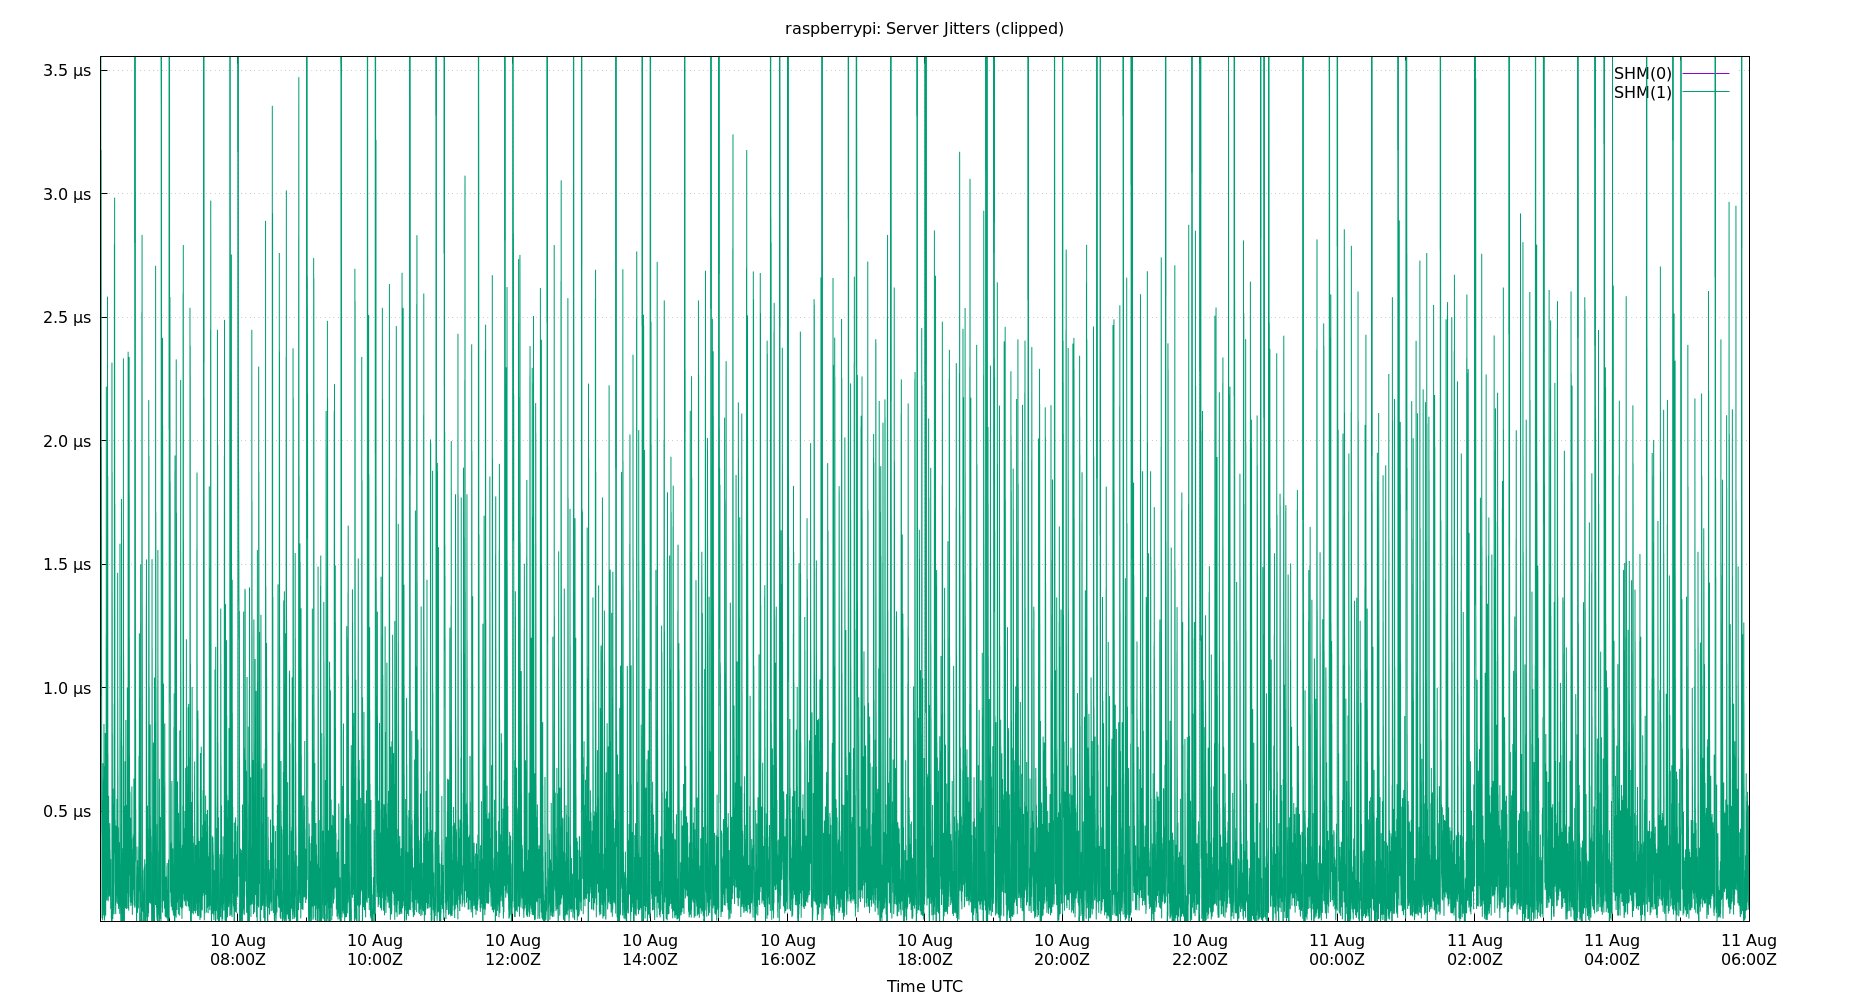 raspberrypi: Server Jitters (clipped)
3.5 µs
3.0 µs
2.5 µs
2.0 µs
1.5 µs
1.0 µs
0.5 µs
SHM(0)
SHM(1)
10 Aug 10 Aug 10 Aug 10 Aug 10 Aug 10 Aug 10 Aug 10 Aug 11 Aug 11 Aug 11 Aug 11 Aug
08:00Z 10:00Z 12:00Z 14:00Z 16:00Z 18:00Z 20:00Z 22:00Z 00:00Z 02:00Z 04:00Z 06:00Z
Time UTC